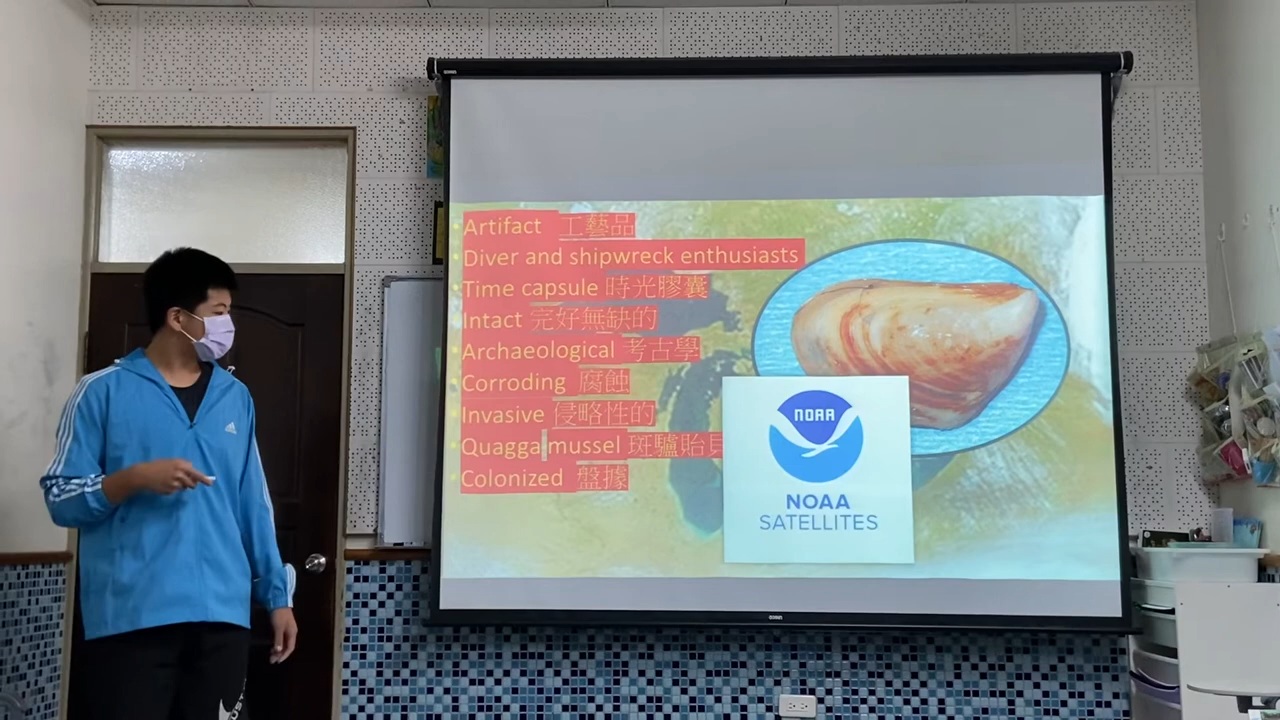 Artifact 工藝品
Diver and shipwreck enthusiasts
Time capsule 時光膠囊
Intact 完好無缺的
Archaeological 考古學
Corroding 腐蝕
Invasive 侵略性的
Quagga mussel 斑驢貽貝
Colonized 盤據
NOAA
NOAA
SATELLITES
adidas